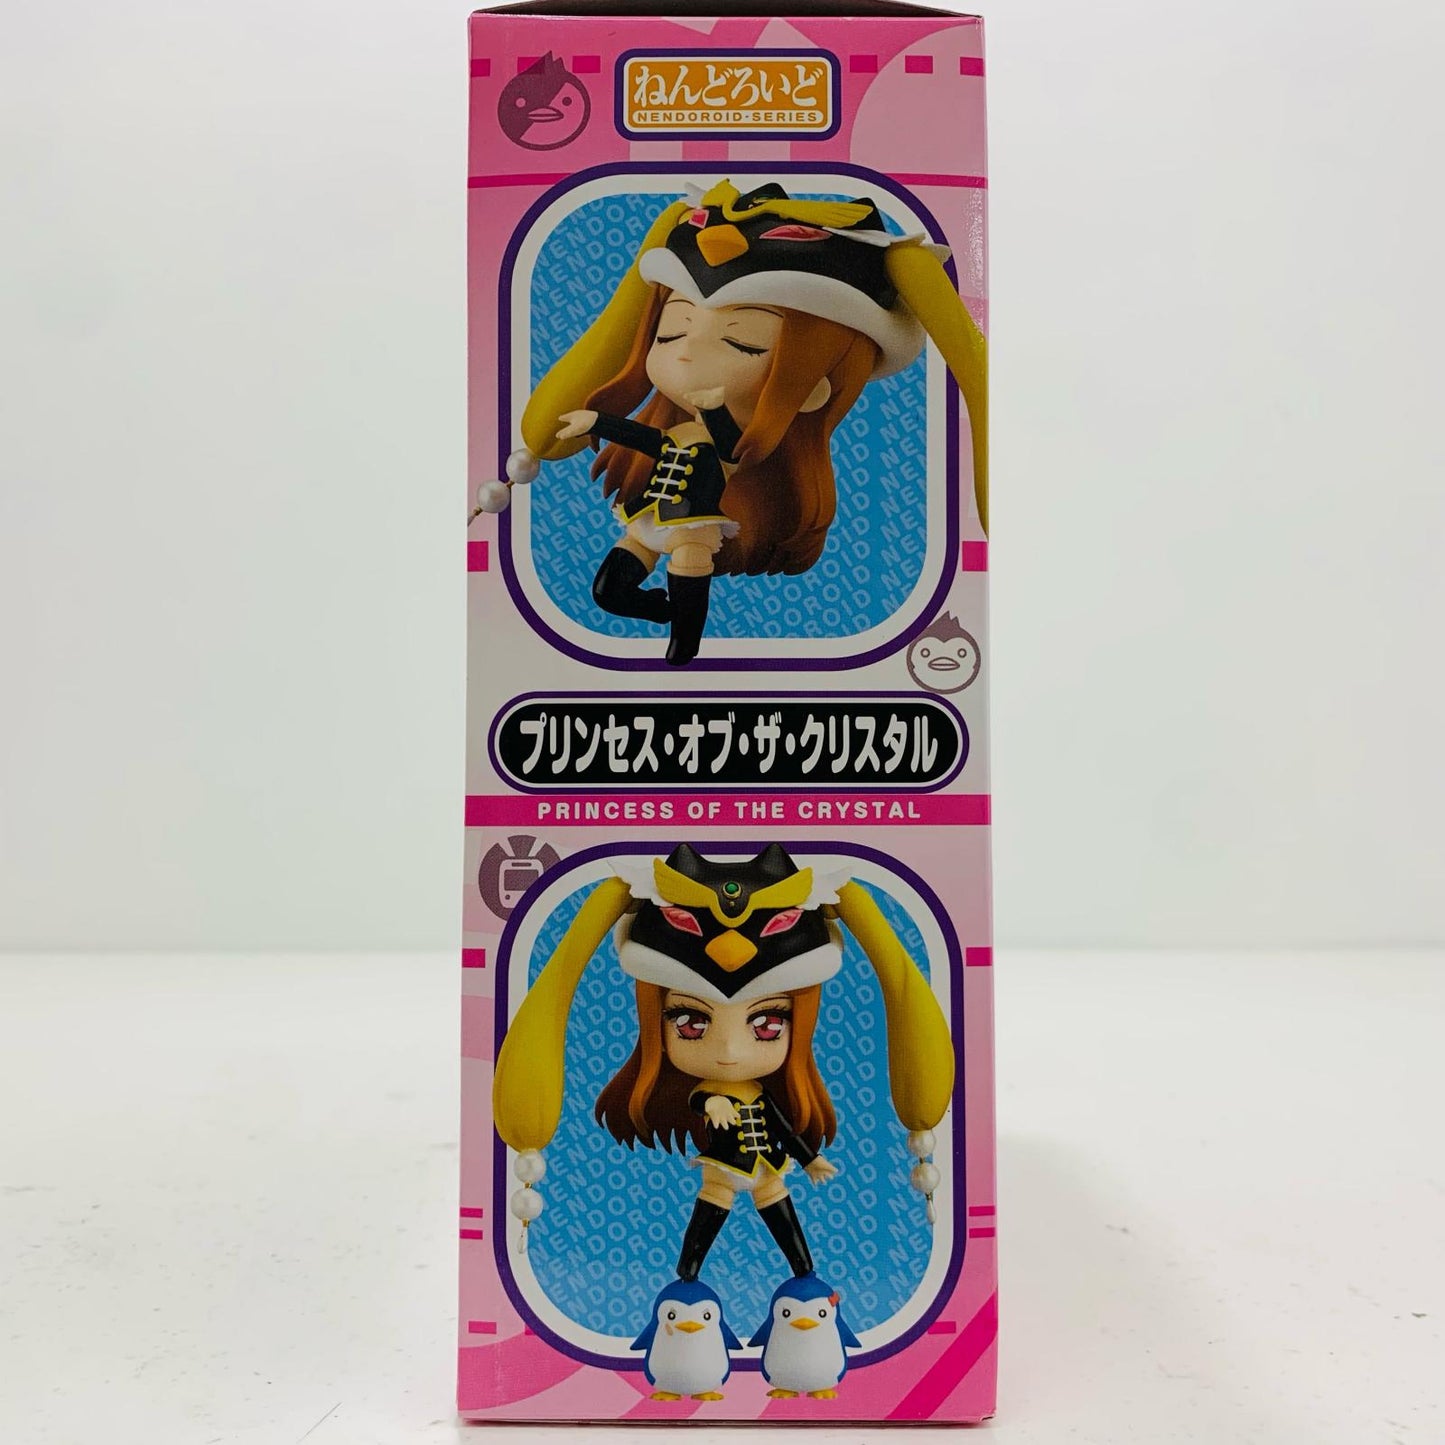 ねんどろいど
NENDOROID-SERIES
プリンセス・オブ・ザ・クリスタル
PRINCESS OF THE CRYSTAL